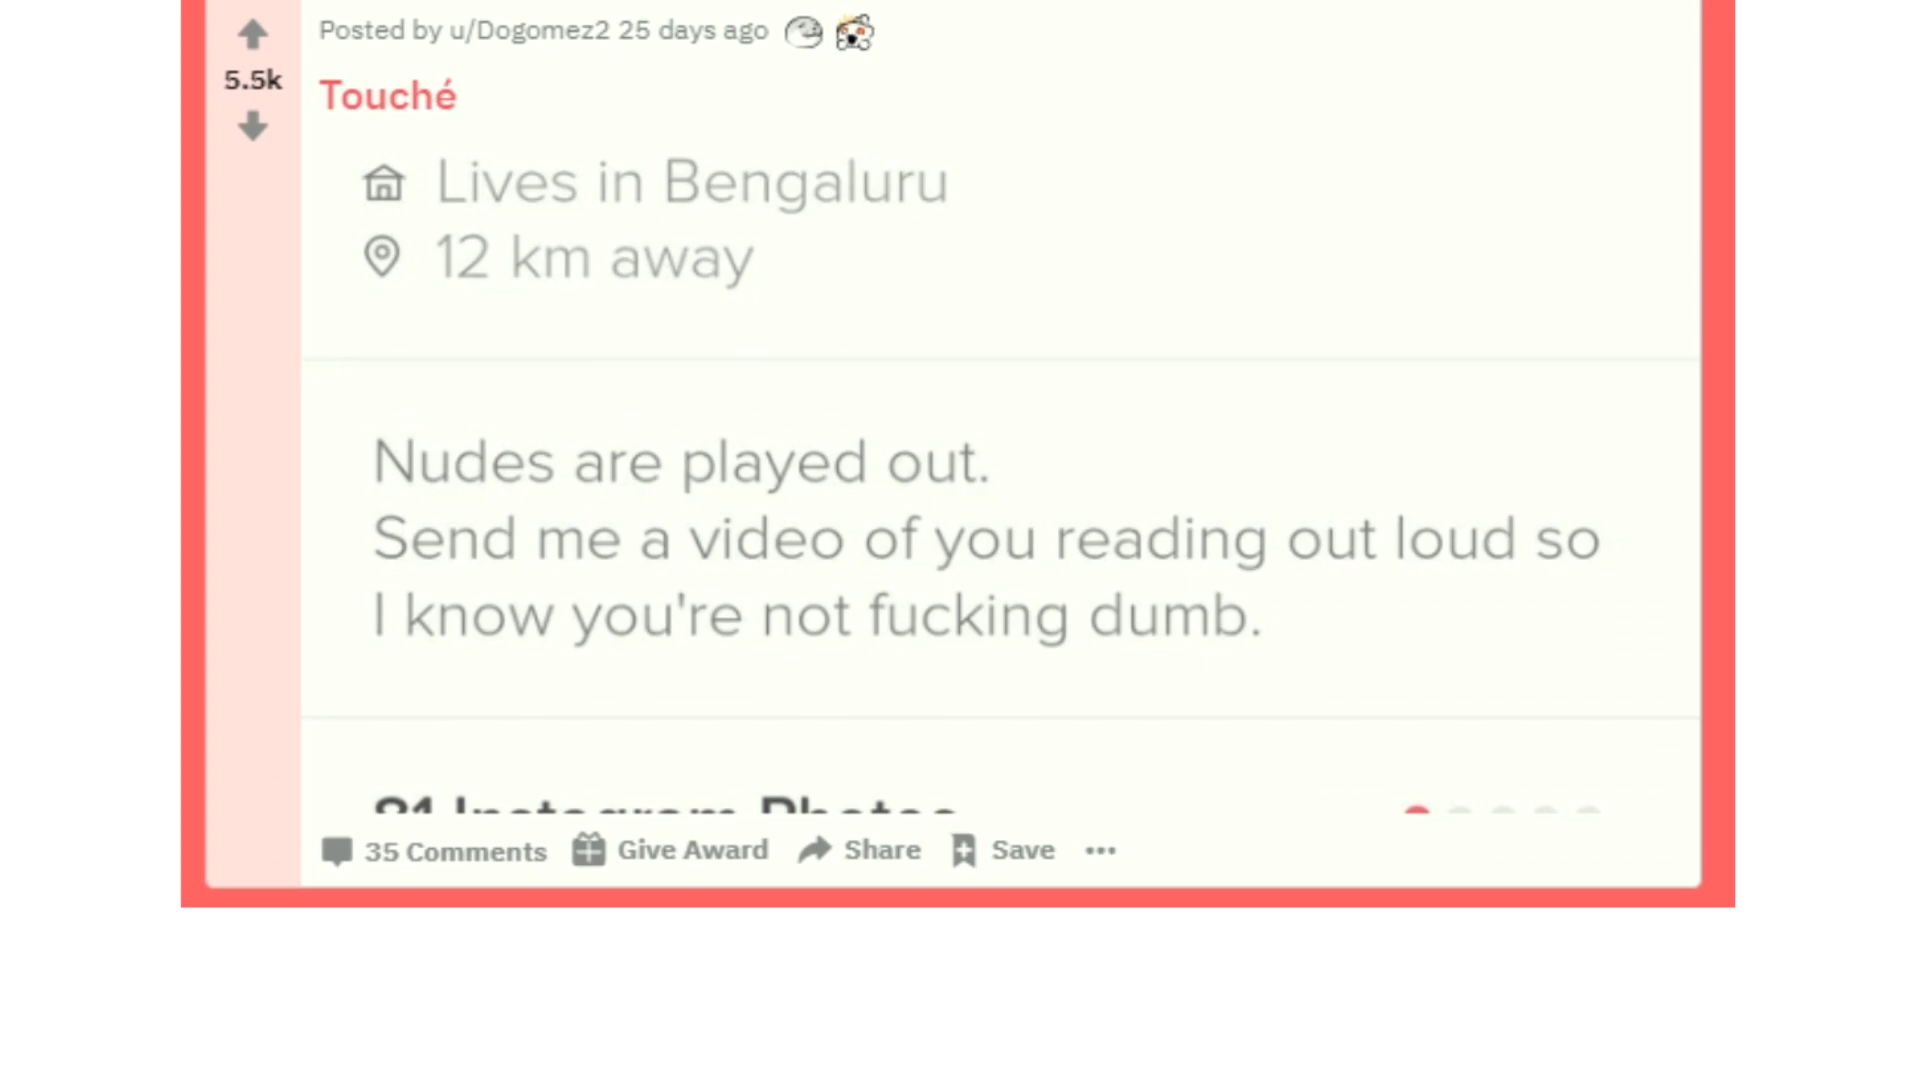 Posted by u/Dogomez2 25 days ago
5.5k
Touché
Lives in Bengaluru
12 km away
Nudes are played out.
Send me a video of you reading out loud so
I know you're not fucking dumb.
Instagram Photos
35 Comments Give Award Share Save